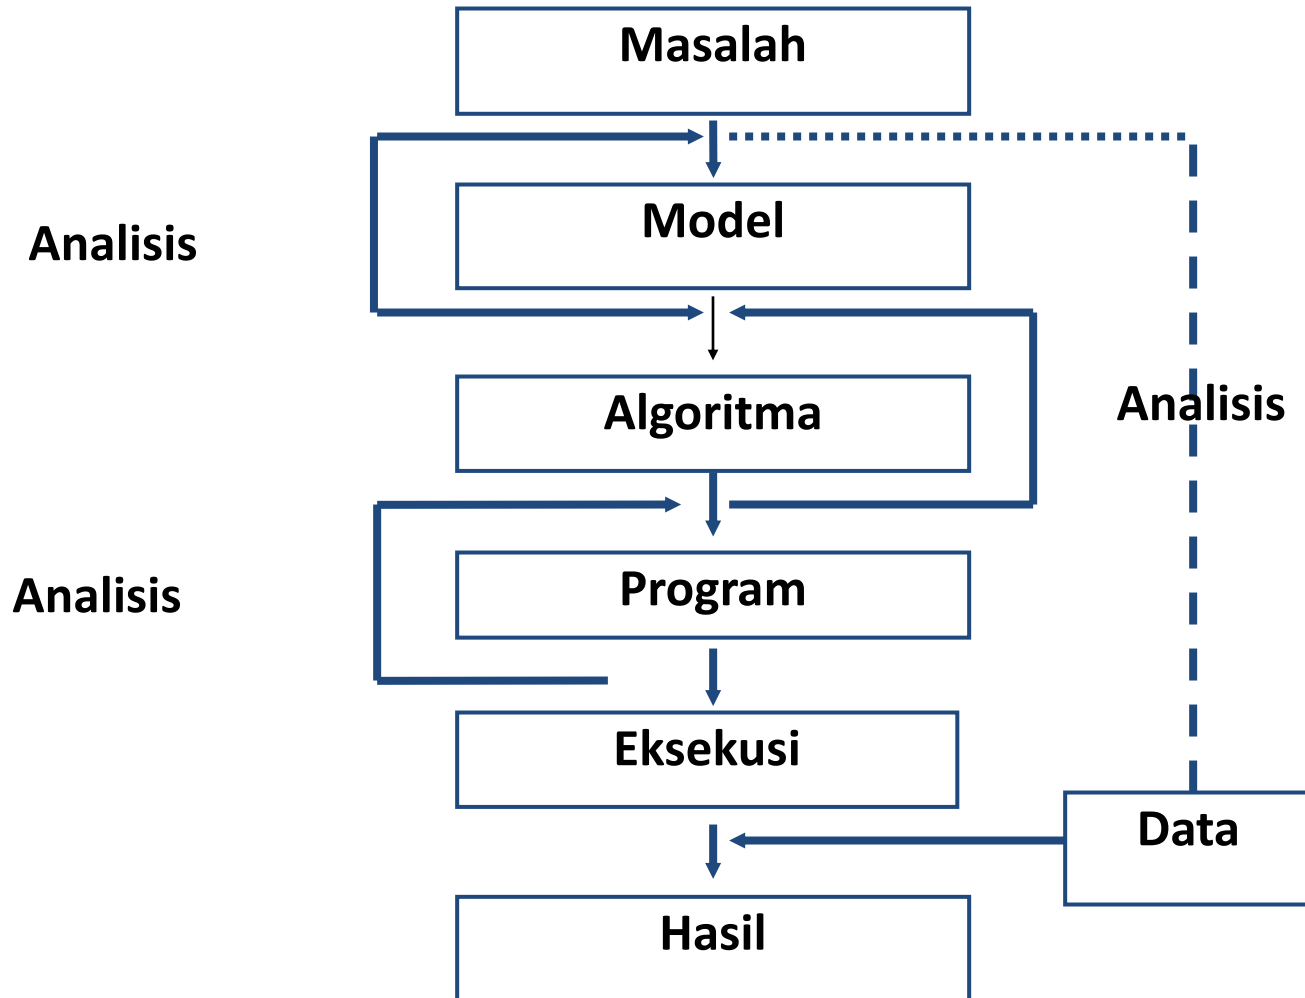 Masalah
Model
Analisis
Algoritma
Analisis
Program
Analisis
Eksekusi
Data
Hasil